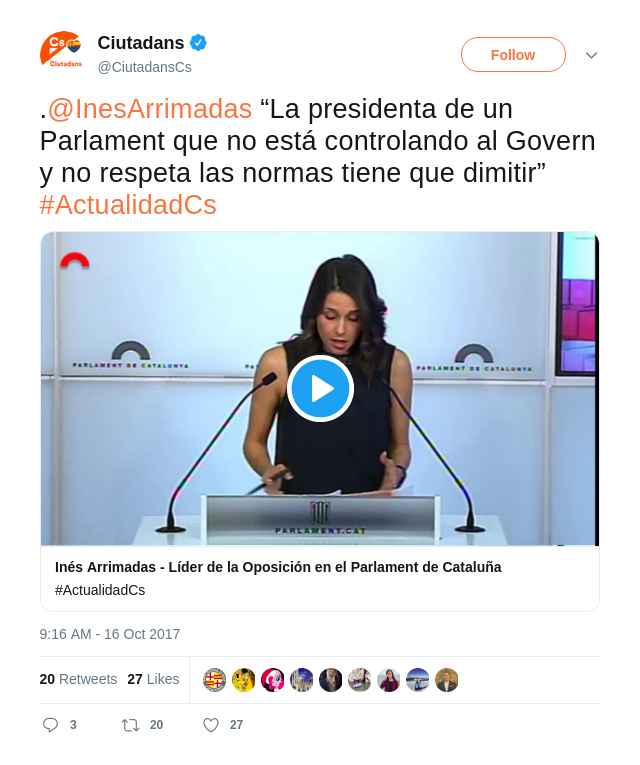 Cs
Ciutadans
Ciutadans
@CiutadansCs
Follow
.@InesArrimadas “La presidenta de un
Parlament que no está controlando al Govern
y no respeta las normas tiene que dimitir”
#ActualidadCs
PARLAMENT DE CATALUNYA
PARLAMENT DE CATALUNYA
PARLAMENT.CAT
Inés Arrimadas - Líder de la Oposición en el Parlament de Cataluña
#ActualidadCs
9:16 AM - 16 Oct 2017
20 Retweets 27 Likes
3 20 27